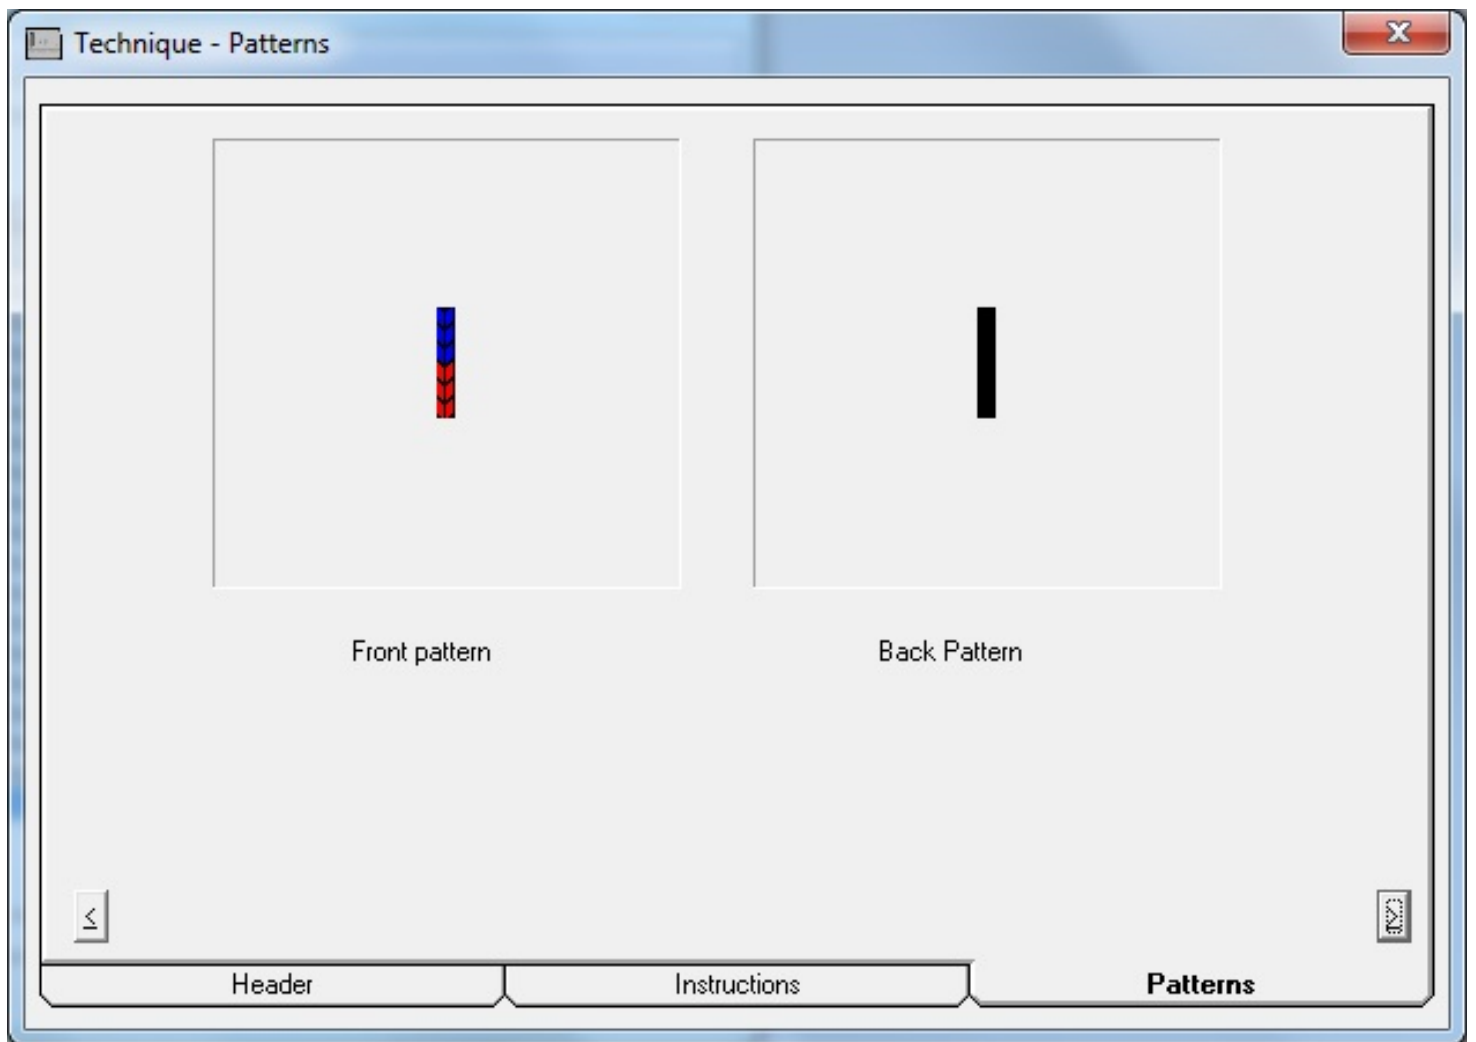 Technique - Patterns
Front pattern
Back Pattern
<
>
Header
Instructions
Patterns